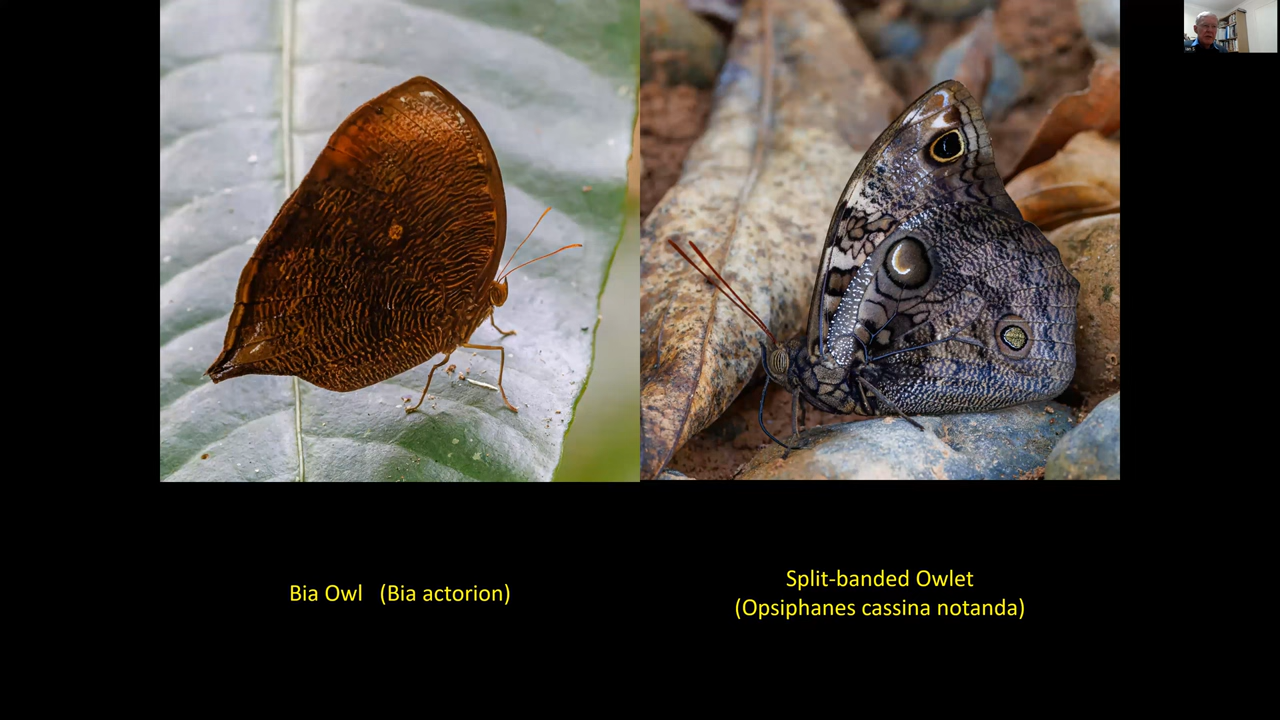 Bia Owl (Bia actorion)
Split-banded Owlet
(Opsiphanes cassina notanda)